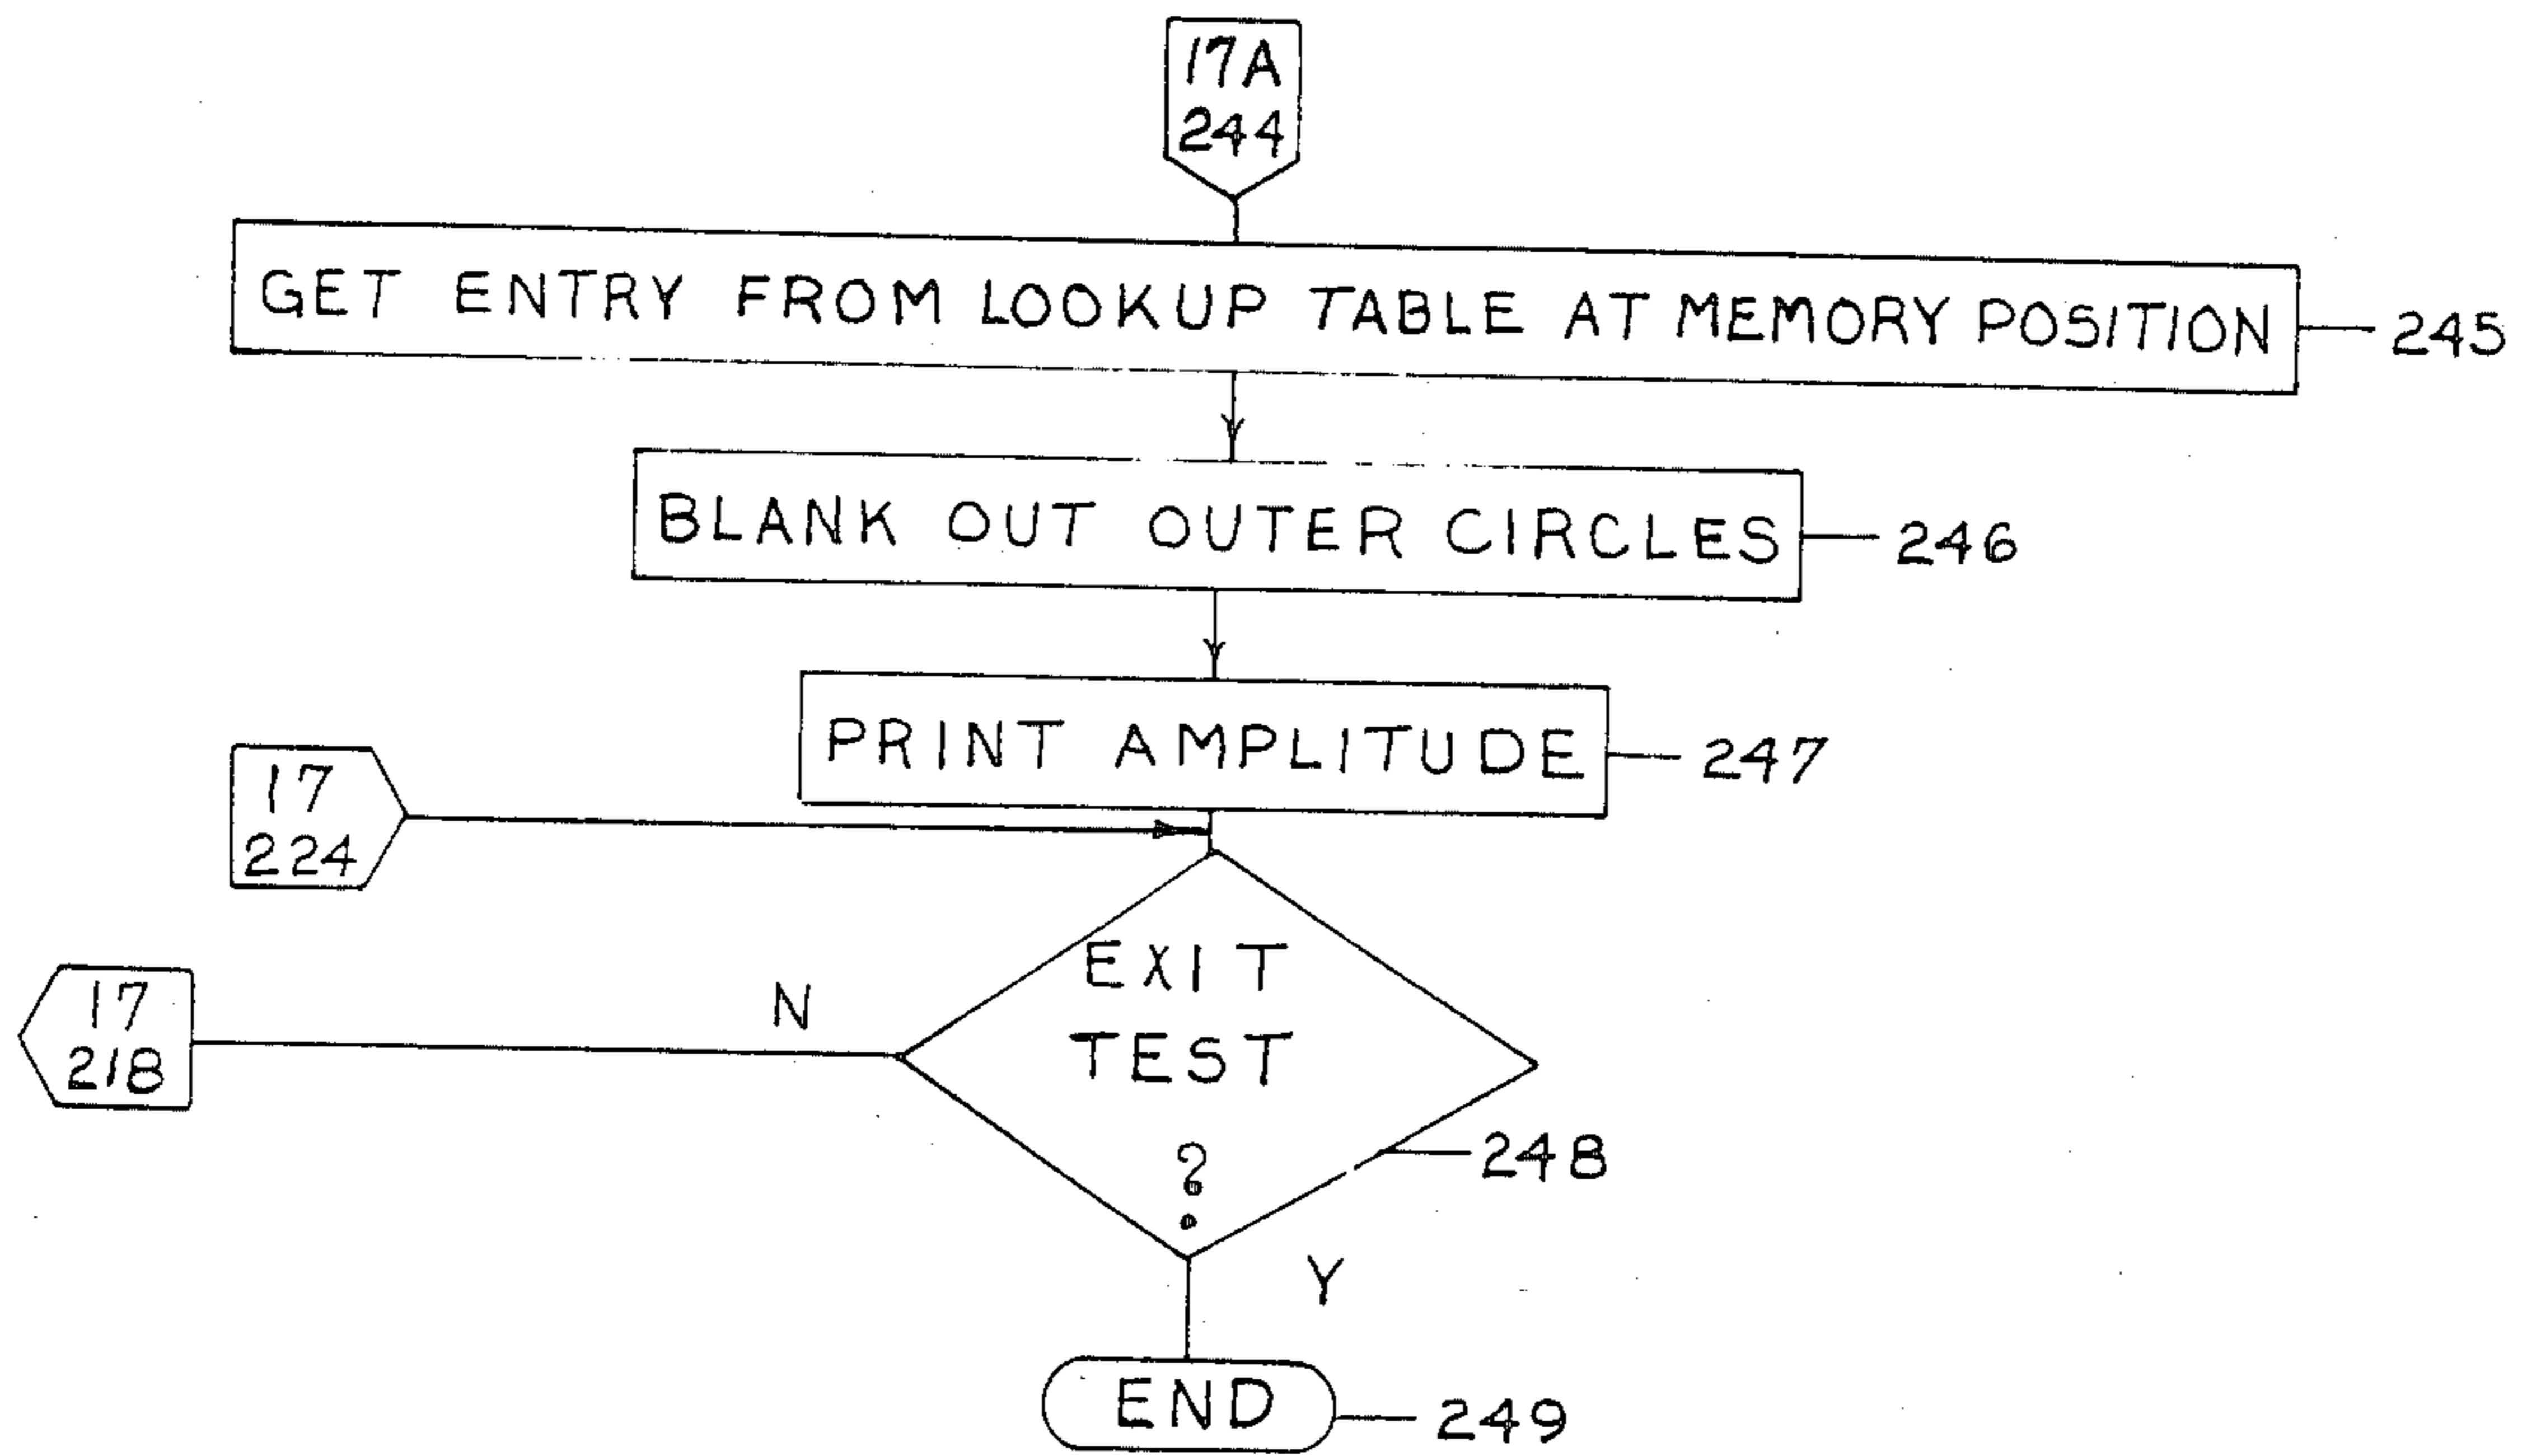 17A
244
GET ENTRY FROM LOOKUP TABLE AT MEMORY POSITION
245
BLANK OUT OUTER CIRCLES
246
PRINT AMPLITUDE
247
17
224
EXIT
TEST
?
N
17
218
248
Y
END
249